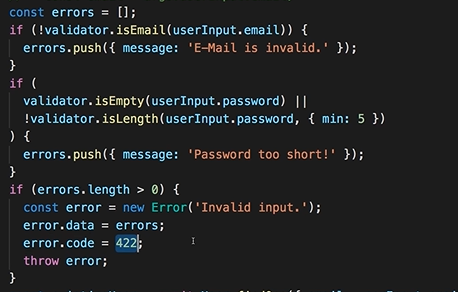 const errors = [];
if (!validator.isEmail(userInput.email)) {
  errors.push({ message: 'E-Mail is invalid.' });
}
if (
  validator.isEmpty(userInput.password) ||
  !validator.isLength(userInput.password, { min: 5 })
) {
  errors.push({ message: 'Password too short!' });
}
if (errors.length > 0) {
  const error = new Error('Invalid input.');
  error.data = errors;
  error.code = 422;
  throw error;
}